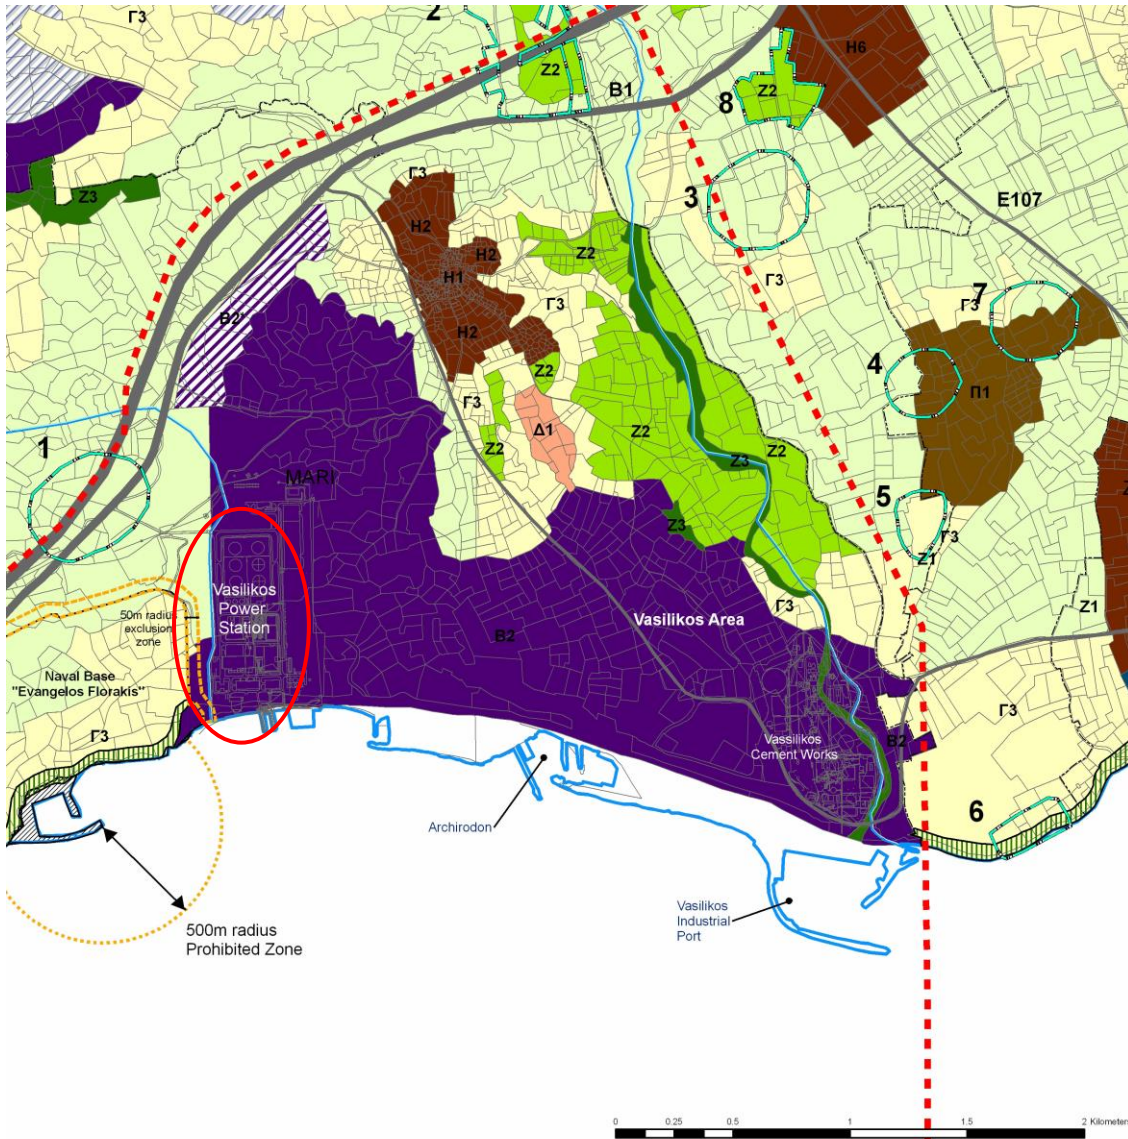 Γ3
2
H6
Z2
B1
Z2
8
Γ3
3
E107
Z3
H2
Z2
H2
H1
Γ3
7
Γ3
Γ3
B2'
H2
4
Z2
Π1
Γ3
Δ1
Z2
Z2
Z2
1
Z3
MARI
5
Z3
Γ3
Z1
Vasilikos
Power
Station
50m radius
exclusion
zone
Γ3
Vasilikos Area
Z1
B2
Naval Base
"Evangelos Florakis"
Γ3
Γ3
B2
Vassilikos
Cement Works
6
Archirodon
Vasilikos
Industrial
Port
500m radius
Prohibited Zone
0 0.25 0.5 1 1.5 2 Kilometers